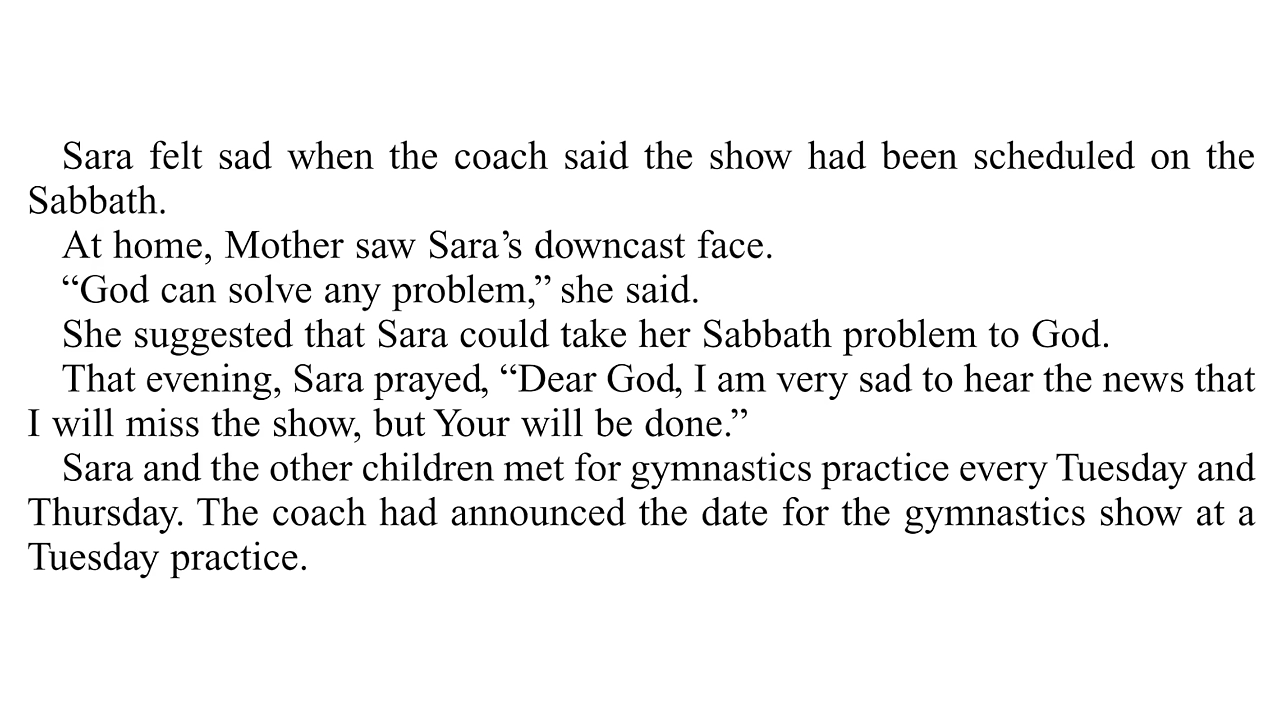 Sara felt sad when the coach said the show had been scheduled on the
Sabbath.
At home, Mother saw Sara’s downcast face.
“God can solve any problem,” she said.
She suggested that Sara could take her Sabbath problem to God.
That evening, Sara prayed, “Dear God, I am very sad to hear the news that
I will miss the show, but Your will be done.”
Sara and the other children met for gymnastics practice every Tuesday and
Thursday. The coach had announced the date for the gymnastics show at a
Tuesday practice.